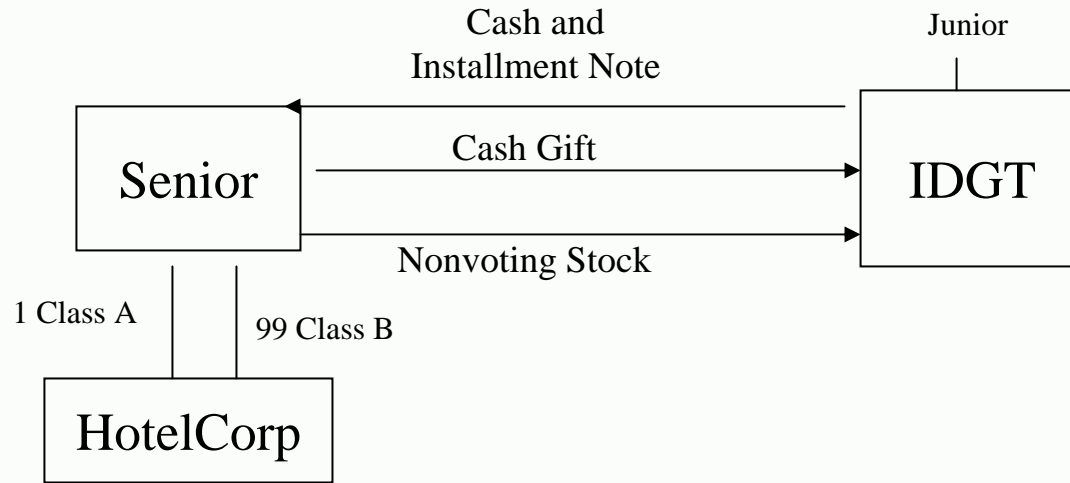 Cash and
Installment Note
Junior
Senior
Cash Gift
IDGT
Nonvoting Stock
1 Class A
99 Class B
HotelCorp